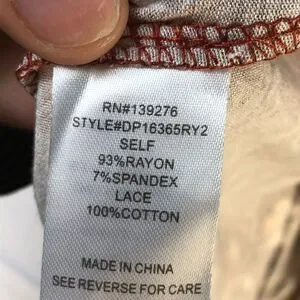 RN#139276
STYLE#DP16365RY2
SELF
93%RAYON
7%SPANDEX
LACE
100%COTTON
MADE IN CHINA
SEE REVERSE FOR CARE